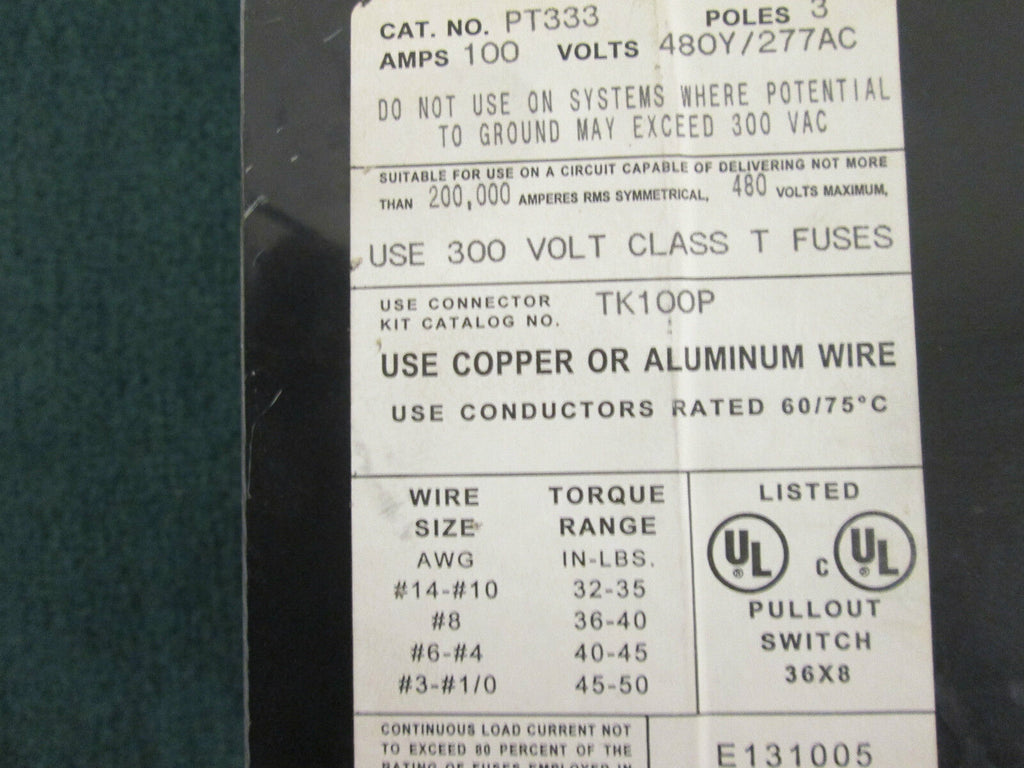 CAT. NO. PT333 POLES 3
AMPS 100 VOLTS 480Y/277AC
DO NOT USE ON SYSTEMS WHERE POTENTIAL
TO GROUND MAY EXCEED 300 VAC
SUITABLE FOR USE ON A CIRCUIT CAPABLE OF DELIVERING NOT MORE
THAN 200,000 AMPERES RMS SYMMETRICAL, 480 VOLTS MAXIMUM,
USE 300 VOLT CLASS T FUSES
USE CONNECTOR
KIT CATALOG NO. TK100P
USE COPPER OR ALUMINUM WIRE
USE CONDUCTORS RATED 60/75°C
WIRE TORQUE
SIZE RANGE
AWG IN-LBS.
#14-#10 32-35
#8 36-40
#6-#4 40-45
#3-#1/0 45-50
LISTED
UL® C UL®
PULLOUT
SWITCH
36X8
CONTINUOUS LOAD CURRENT NOT
TO EXCEED 80 PERCENT OF THE
RATING OF FUSES EMPLOYED IN
E131005